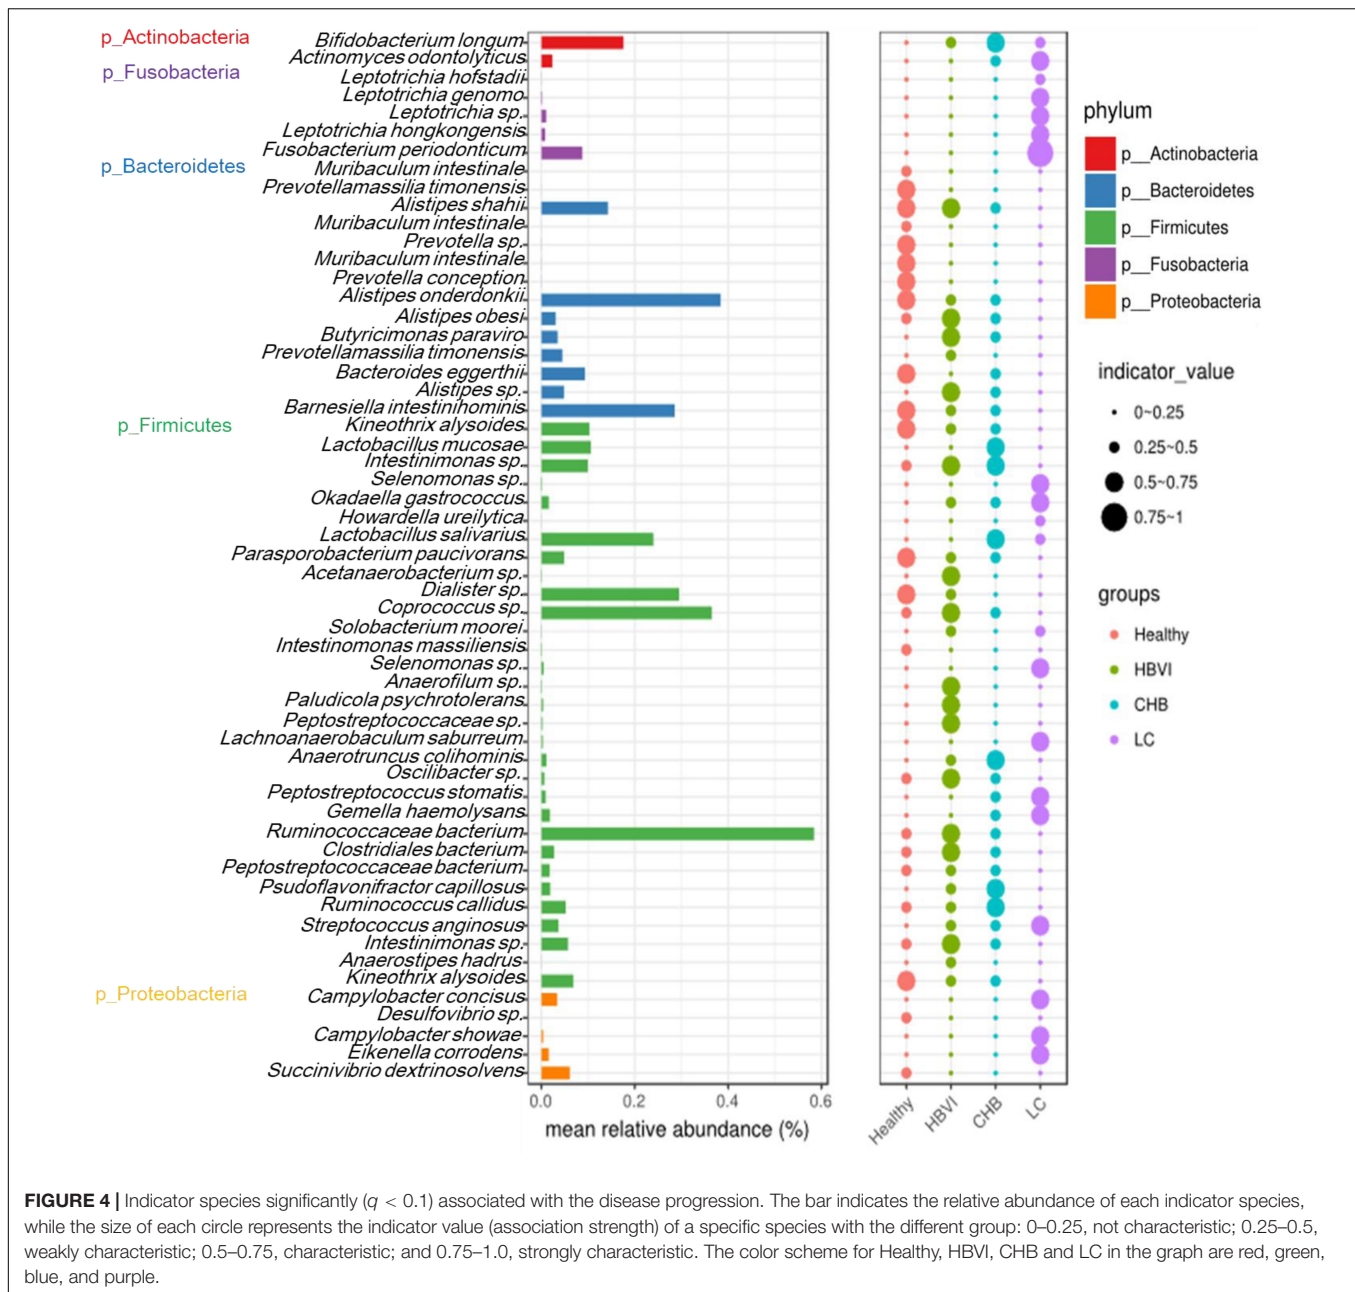 p_Actinobacteria
p_Fusobacteria
p_Bacteroidetes
p_Firmicutes
p_Proteobacteria
Bifidobacterium longum
Actinomyces odontolyticus
Leptotrichia hofstadii
Leptotrichia genomo
Leptotrichia sp.
Leptotrichia hongkongensis
Fusobacterium periodonticum
Muribaculum intestinale
Prevotellamassilia timonensis
Alistipes shahii
Muribaculum intestinale
Prevotella sp.
Muribaculum intestinale
Prevotella conception
Alistipes onderdonkii
Alistipes obesi
Butyricimonas paraviro
Prevotellamassilia timonensis
Bacteroides eggerthii
Alistipes sp.
Barnesiella intestinihominis
Kineothrix alysoides
Lactobacillus mucosae
Intestinimonas sp.
Selenomonas sp.
Okadaella gastrococcus
Howardella ureilytica
Lactobacillus salivarius
Parasporobacterium paucivorans
Acetanaerobacterium sp.
Dialister sp.
Coprococcus sp.
Solobacterium moorei
Intestinomonas massiliensis
Selenomonas sp.
Anaerofilum sp.
Paludicola psychrotolerans
Peptostreptococcaceae sp.
Lachnoanaerobaculum saburreum
Anaerotruncus colihominis
Oscilibacter sp.
Peptostreptococcus stomatis
Gemella haemolysans
Ruminococcaceae bacterium
Clostridiales bacterium
Peptostreptococcaceae bacterium
Psudoflavonifractor capillosus
Ruminococcus callidus
Streptococcus anginosus
Intestinimonas sp.
Anaerostipes hadrus
Kineothrix alysoides
Campylobacter concisus
Desulfovibrio sp.
Campylobacter showae
Eikenella corrodens
Succinivibrio dextrinosolvens
0.0 0.2 0.4 0.6
mean relative abundance (%)
Healthy HBVI CHB LC
phylum
p__Actinobacteria
p__Bacteroidetes
p__Firmicutes
p__Fusobacteria
p__Proteobacteria
indicator_value
0~0.25
0.25~0.5
0.5~0.75
0.75~1
groups
Healthy
HBVI
CHB
LC
FIGURE 4 | Indicator species significantly (q < 0.1) associated with the disease progression. The bar indicates the relative abundance of each indicator species,
while the size of each circle represents the indicator value (association strength) of a specific species with the different group: 0–0.25, not characteristic; 0.25–0.5,
weakly characteristic; 0.5–0.75, characteristic; and 0.75–1.0, strongly characteristic. The color scheme for Healthy, HBVI, CHB and LC in the graph are red, green,
blue, and purple.